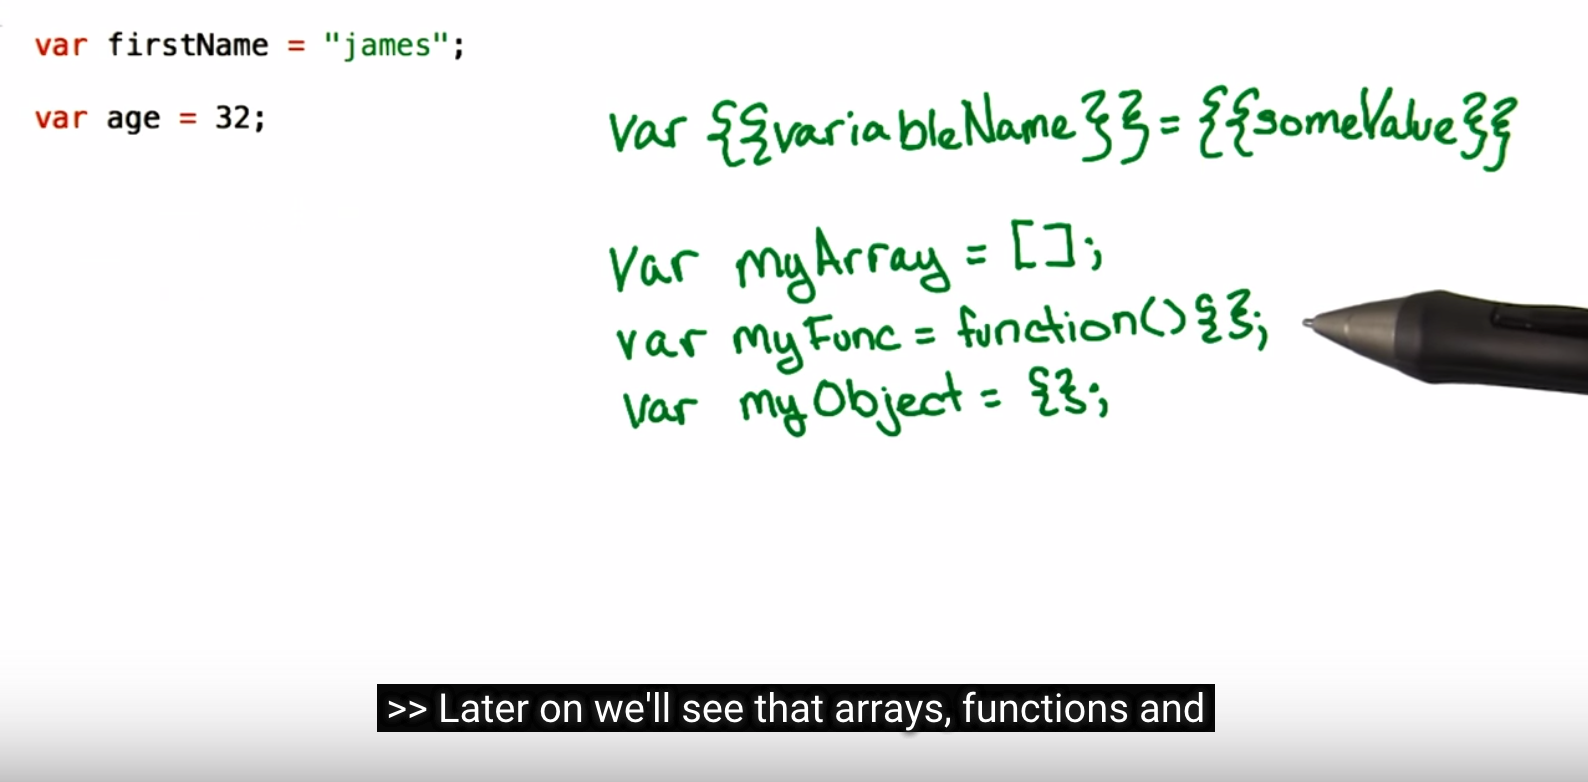 var firstName = "james";
var age = 32;
var {{variableName}} = {{someValue}}
var myArray = [];
var myFunc = function(){};
var myObject = {};
>> Later on we'll see that arrays, functions and